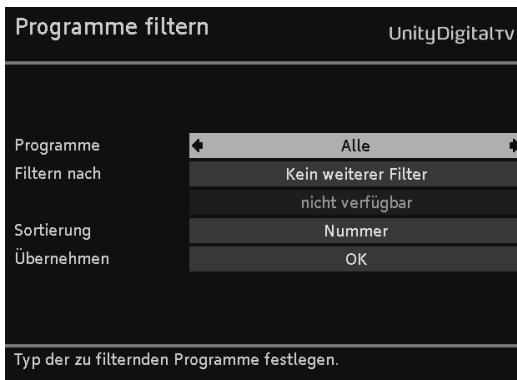 Programme filtern
UnityDigitalTV
Programme Alle
Filtern nach Kein weiterer Filter
nicht verfügbar
Sortierung Nummer
Übernehmen OK
Typ der zu filternden Programme festlegen.